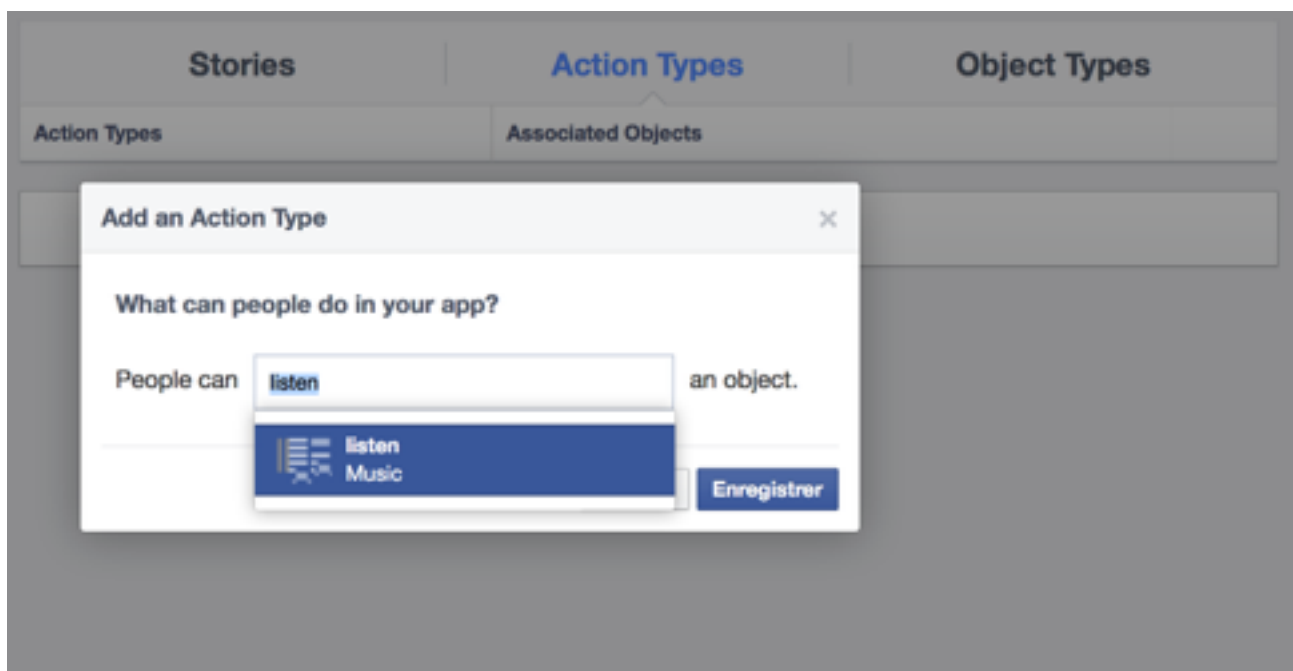 Stories Action Types Object Types
Action Types Associated Objects
Add an Action Type
What can people do in your app?
People can listen an object.
listen
Music
Enregistrer